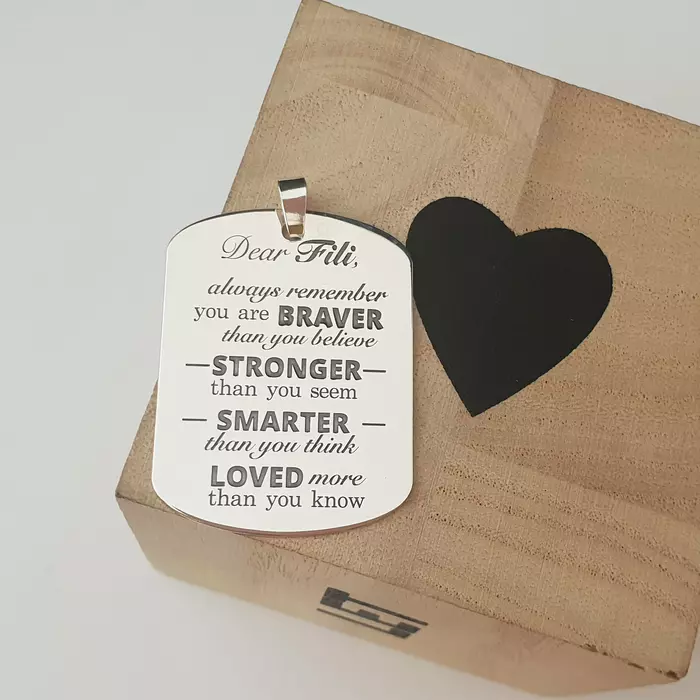 Dear Fili,
always remember
you are BRAVER
than you believe
—STRONGER—
than you seem
— SMARTER —
than you think
LOVED more
than you know